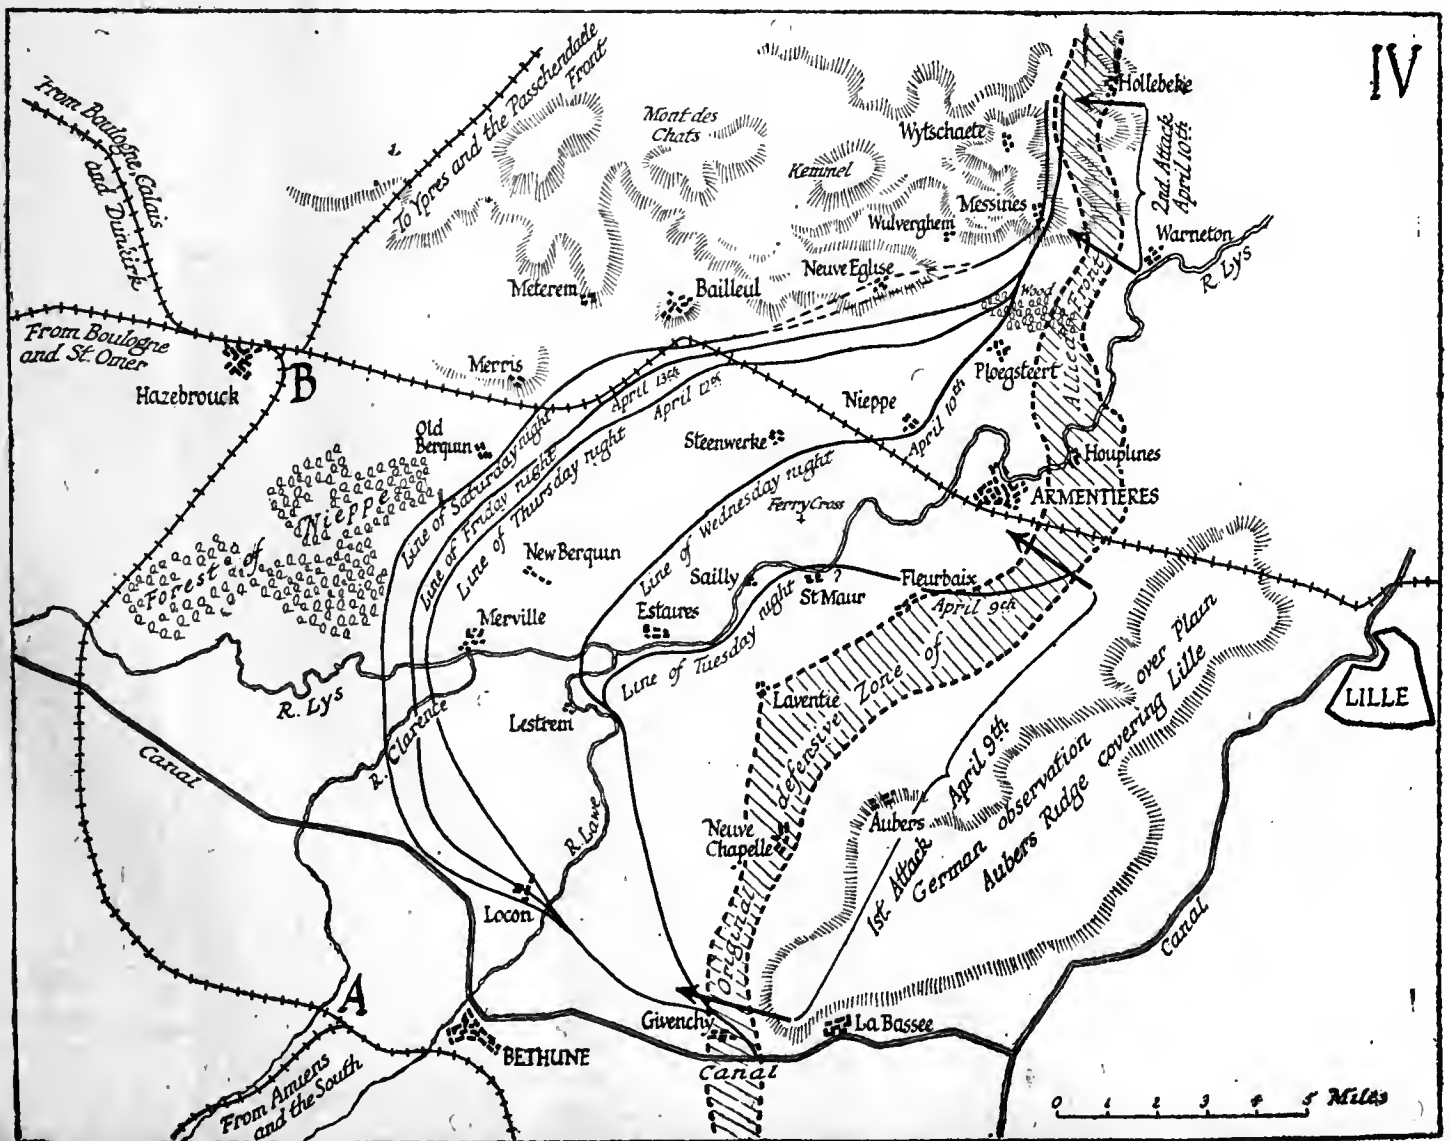 IV
From Boulogne, Calais
and Dunkirk
To Ypres and the Passchendaele
Front
Mont des
Chats
Kemmel
Wytschaete
Hollebeke
2nd. Attack
April 10th
Messines
Wulverghem
Warneton
R. Lys
Neuve Eglise
Meterem
Bailleul
Wood
From Boulogne
and St. Omer
Hazebrouck
B
Merris
Ploegsteert
Allied Front
Nieppe
April 13th
April 12th
April 10th
Old
Berquin
Steenwerke
Houplines
ARMENTIÈRES
Ferry Cross
Forest of
Nieppe
Line of Saturday night
Line of Friday night
Line of Thursday night
Line of Wednesday night
New Berquin
Sailly
St Maur
?
Fleurbaix
April 9th
Merville
Estaires
Line of Tuesday night
R. Lys
Lestrem
Laventie
Original
defensive
Zone of
over Plain
LILLE
Canal
R. Clarence
R. Lawe
Neuve
Chapelle
Aubers
1st. Attack
April 9th
German observation
Aubers Ridge covering Lille
Locon
Canal
A
BETHUNE
Givenchy
La Bassee
Canal
From Amiens
and the South
0 1 2 3 4 5 Miles